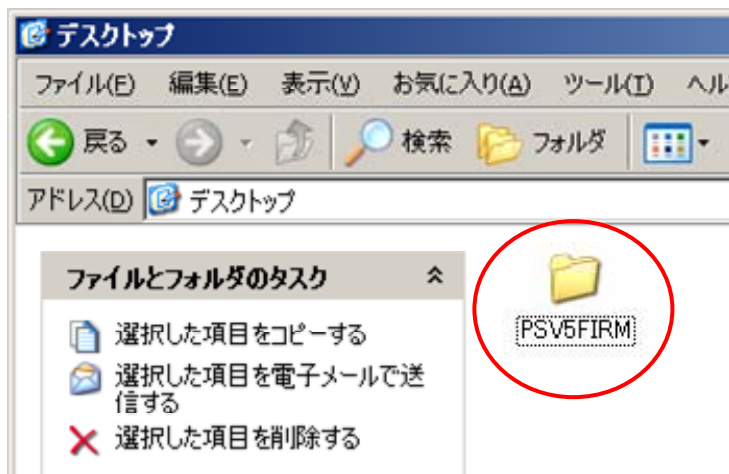 デスクトップ
ファイル(F) 編集(E) 表示(V) お気に入り(A) ツール(T) ヘル
戻る 検索 フォルダ
アドレス(D) デスクトップ
ファイルとフォルダのタスク
選択した項目をコピーする
選択した項目を電子メールで送
信する
選択した項目を削除する
PSV5FIRM